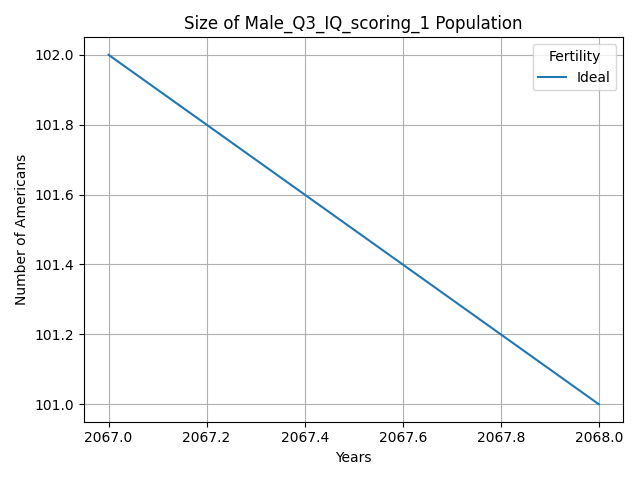 Size of Male_Q3_IQ_scoring_1 Population
Fertility
Ideal
Number of Americans
102.0
101.8
101.6
101.4
101.2
101.0
2067.0 2067.2 2067.4 2067.6 2067.8 2068.0
Years